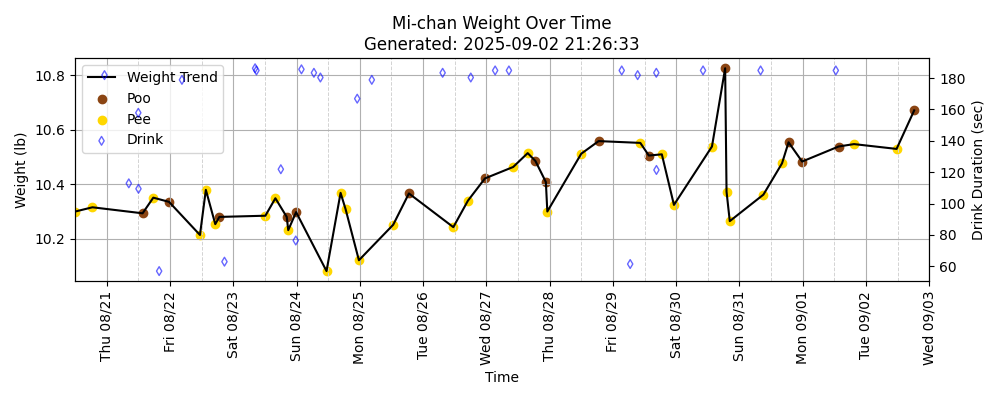 Mi-chan Weight Over Time
Generated: 2025-09-02 21:26:33
Weight (lb)
10.8
10.6
10.4
10.2
Weight Trend
Poo
Pee
Drink
180
160
140
120
100
80
60
Drink Duration (sec)
Thu 08/21
Fri 08/22
Sat 08/23
Sun 08/24
Mon 08/25
Tue 08/26
Wed 08/27
Thu 08/28
Fri 08/29
Sat 08/30
Sun 08/31
Mon 09/01
Tue 09/02
Wed 09/03
Time